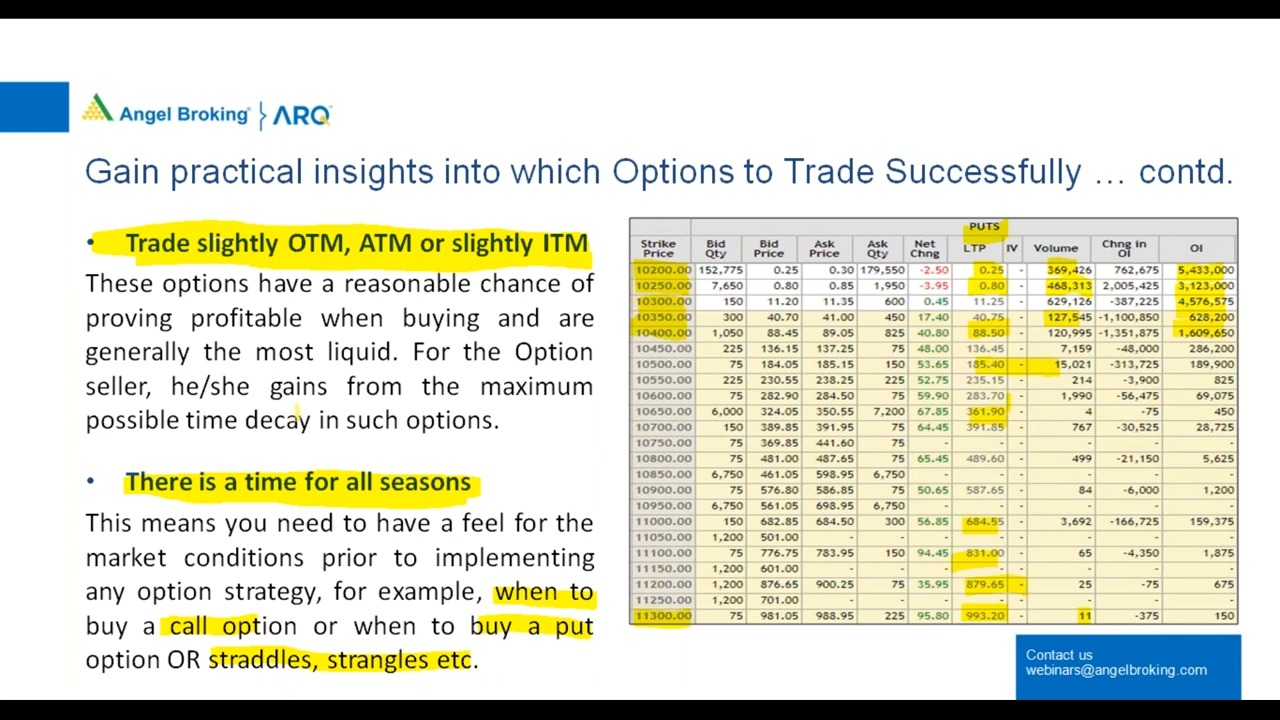 Angel Broking ARQ
Gain practical insights into which Options to Trade Successfully ... contd.
• Trade slightly OTM, ATM or slightly ITM
These options have a reasonable chance of
proving profitable when buying and are
generally the most liquid. For the Option
seller, he/she gains from the maximum
possible time decay in such options.
• There is a time for all seasons
This means you need to have a feel for the
market conditions prior to implementing
any option strategy, for example, when to
buy a call option or when to buy a put
option OR straddles, strangles etc.
PUTS
Strike Price Bid Qty Bid Price Ask Price Ask Qty Net Chng LTP IV Volume Chng in OI OI
10200.00 152,775 0.25 0.30 179,550 -2.50 0.25 - 369,426 762,675 5,433,000
10250.00 7,650 0.80 0.85 1,950 -3.95 0.80 - 468,313 2,005,425 3,123,000
10300.00 150 11.20 11.35 600 0.45 11.25 - 629,126 -387,225 4,576,575
10350.00 300 40.70 41.00 450 17.40 40.75 - 127,545 -1,100,850 628,200
10400.00 1,050 88.45 89.05 825 40.80 88.50 - 120,995 -1,351,875 1,609,650
10450.00 225 136.15 137.25 75 48.00 136.45 - 7,159 -48,000 286,200
10500.00 75 184.05 185.15 150 53.65 185.40 - 15,021 -313,725 189,900
10550.00 225 230.55 238.25 225 52.75 235.15 - 214 -3,900 825
10600.00 75 282.90 284.50 75 59.90 283.70 - 1,990 -56,475 69,075
10650.00 6,000 324.05 350.55 7,200 67.85 361.90 - 4 -75 450
10700.00 150 389.85 391.95 75 64.45 391.85 - 767 -30,525 28,725
10750.00 75 369.85 441.60 75 - - - - - -
10800.00 75 481.00 487.65 75 65.45 489.60 - 499 -21,150 5,625
10850.00 6,750 461.05 598.95 6,750 - - - - - -
10900.00 75 576.80 586.85 75 50.65 587.65 - 84 -6,000 1,200
10950.00 6,750 561.05 698.95 6,750 - - - - - -
11000.00 150 682.85 684.50 300 56.85 684.55 - 3,692 -166,725 159,375
11050.00 1,200 501.00 - - - - - - - -
11100.00 75 776.75 783.95 150 94.45 831.00 - 65 -4,350 1,875
11150.00 1,200 601.00 - - - - - - - -
11200.00 1,200 876.65 900.25 75 35.95 879.65 - 25 -75 675
11250.00 1,200 701.00 - - - - - - - -
11300.00 75 981.05 988.95 225 95.80 993.20 - 11 -375 150
Contact us
webinars@angelbroking.com